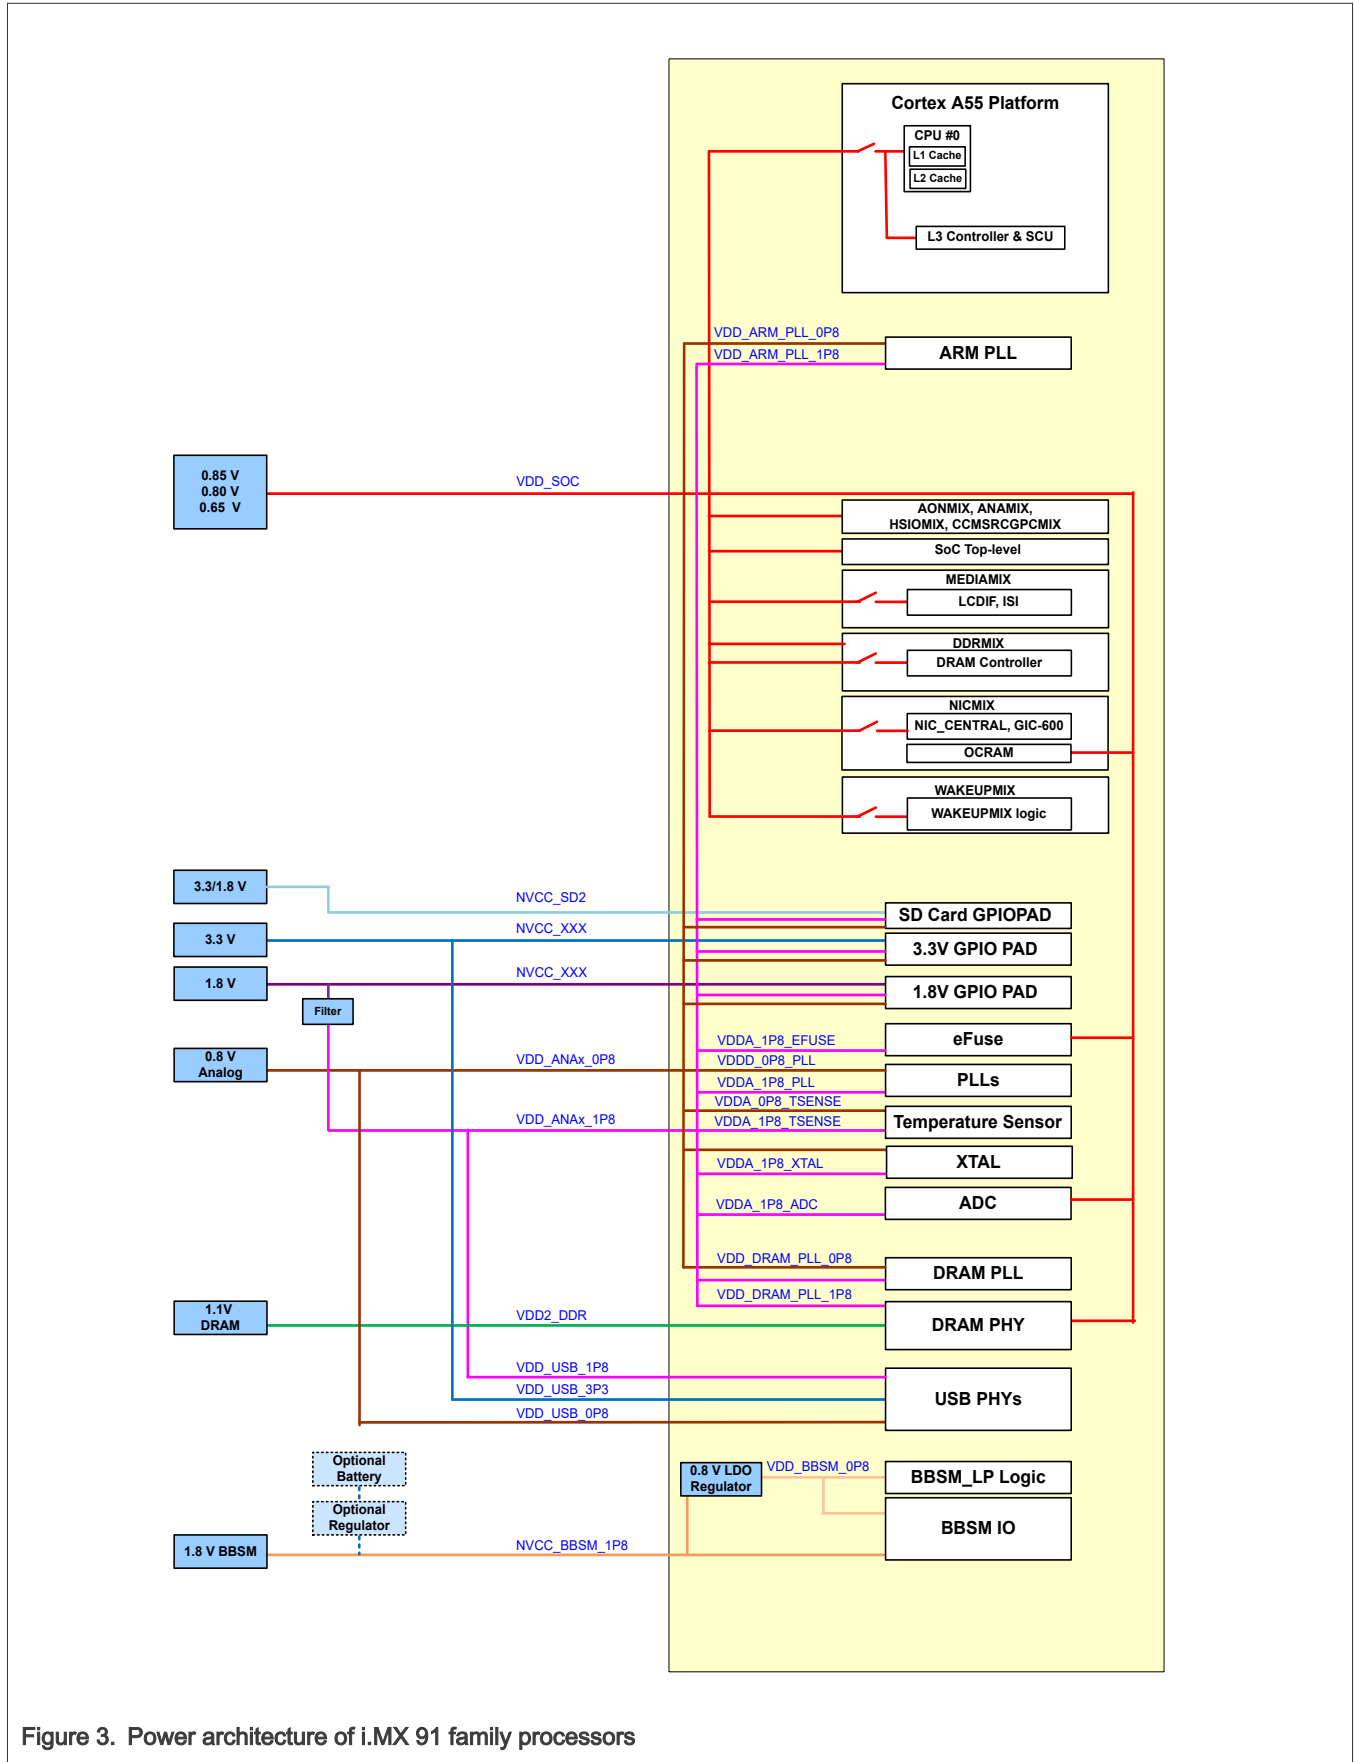 Cortex A55 Platform
CPU #0
L1 Cache
L2 Cache
L3 Controller & SCU
VDD_ARM_PLL_0P8
VDD_ARM_PLL_1P8
ARM PLL
0.85 V
0.80 V
0.65 V
VDD_SOC
AONMIX, ANAMIX,
HSIOMIX, CCMSRCGPCMIX
SoC Top-level
MEDIAMIX
LCDIF, ISI
DDRMIX
DRAM Controller
NICMIX
NIC_CENTRAL, GIC-600
OCRAM
WAKEUPMIX
WAKEUPMIX logic
3.3/1.8 V
NVCC_SD2
SD Card GPIOPAD
3.3 V
NVCC_XXX
3.3V GPIO PAD
1.8 V
NVCC_XXX
1.8V GPIO PAD
Filter
VDDA_1P8_EFUSE
eFuse
0.8 V
Analog
VDD_ANAx_0P8
VDDD_0P8_PLL
VDDA_1P8_PLL
PLLs
VDDA_0P8_TSENSE
VDD_ANAx_1P8
VDDA_1P8_TSENSE
Temperature Sensor
VDDA_1P8_XTAL
XTAL
VDDA_1P8_ADC
ADC
VDD_DRAM_PLL_0P8
DRAM PLL
VDD_DRAM_PLL_1P8
1.1V
DRAM
VDD2_DDR
DRAM PHY
VDD_USB_1P8
VDD_USB_3P3
VDD_USB_0P8
USB PHYs
Optional
Battery
Optional
Regulator
0.8 V LDO
Regulator
VDD_BBSM_0P8
BBSM_LP Logic
BBSM IO
1.8 V BBSM
NVCC_BBSM_1P8
Figure 3. Power architecture of i.MX 91 family processors